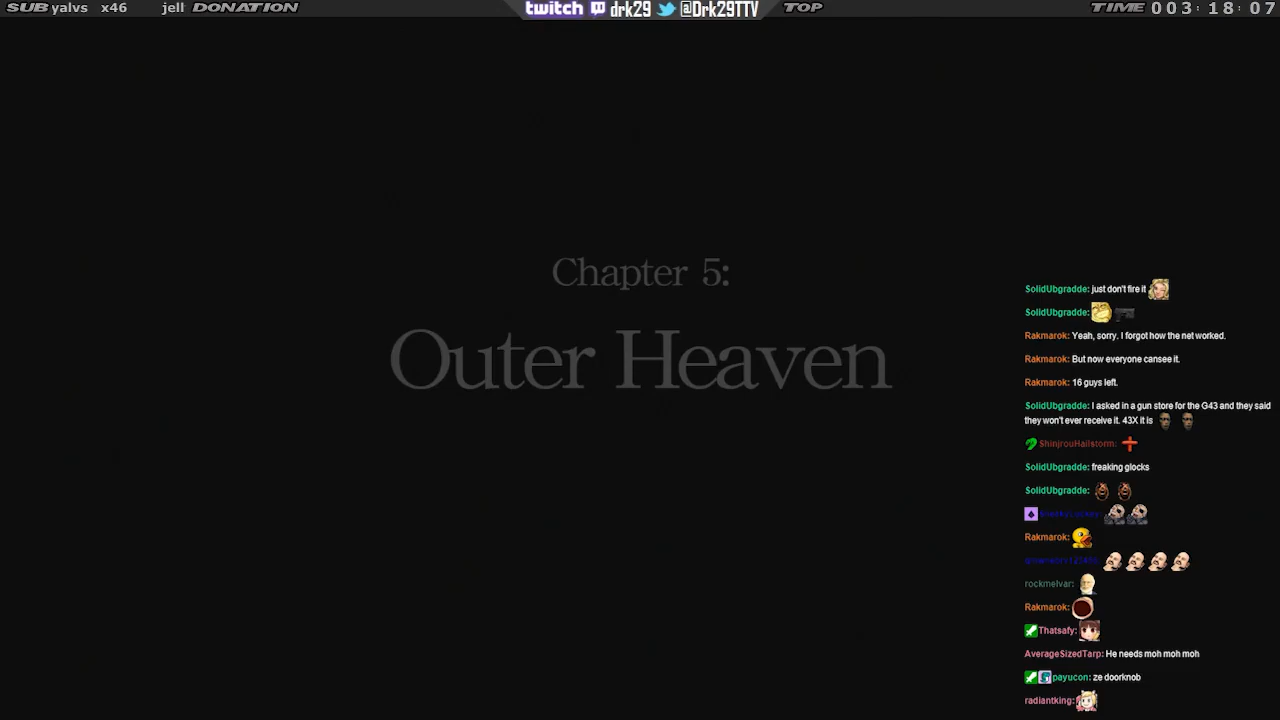 SUB yalvs x46 jell DONATION
twitch drk29 @Drk29TTV TOP
TIME 003:18:07
Chapter 5:
Outer Heaven
SolidUbgradde: just don't fire it
SolidUbgradde:
Rakmarok: Yeah, sorry. I forgot how the net worked.
Rakmarok: But now everyone cansee it.
Rakmarok: 16 guys left.
SolidUbgradde: I asked in a gun store for the G43 and they said
they won't ever receive it. 43X it is
ShinjrouHailstorm:
SolidUbgradde: freaking glocks
SolidUbgradde:
Rakmarok:
rockmelvar:
Rakmarok:
Thatsafy:
AverageSizedTarp: He needs moh moh moh
payucon: ze doorknob
radiantking: